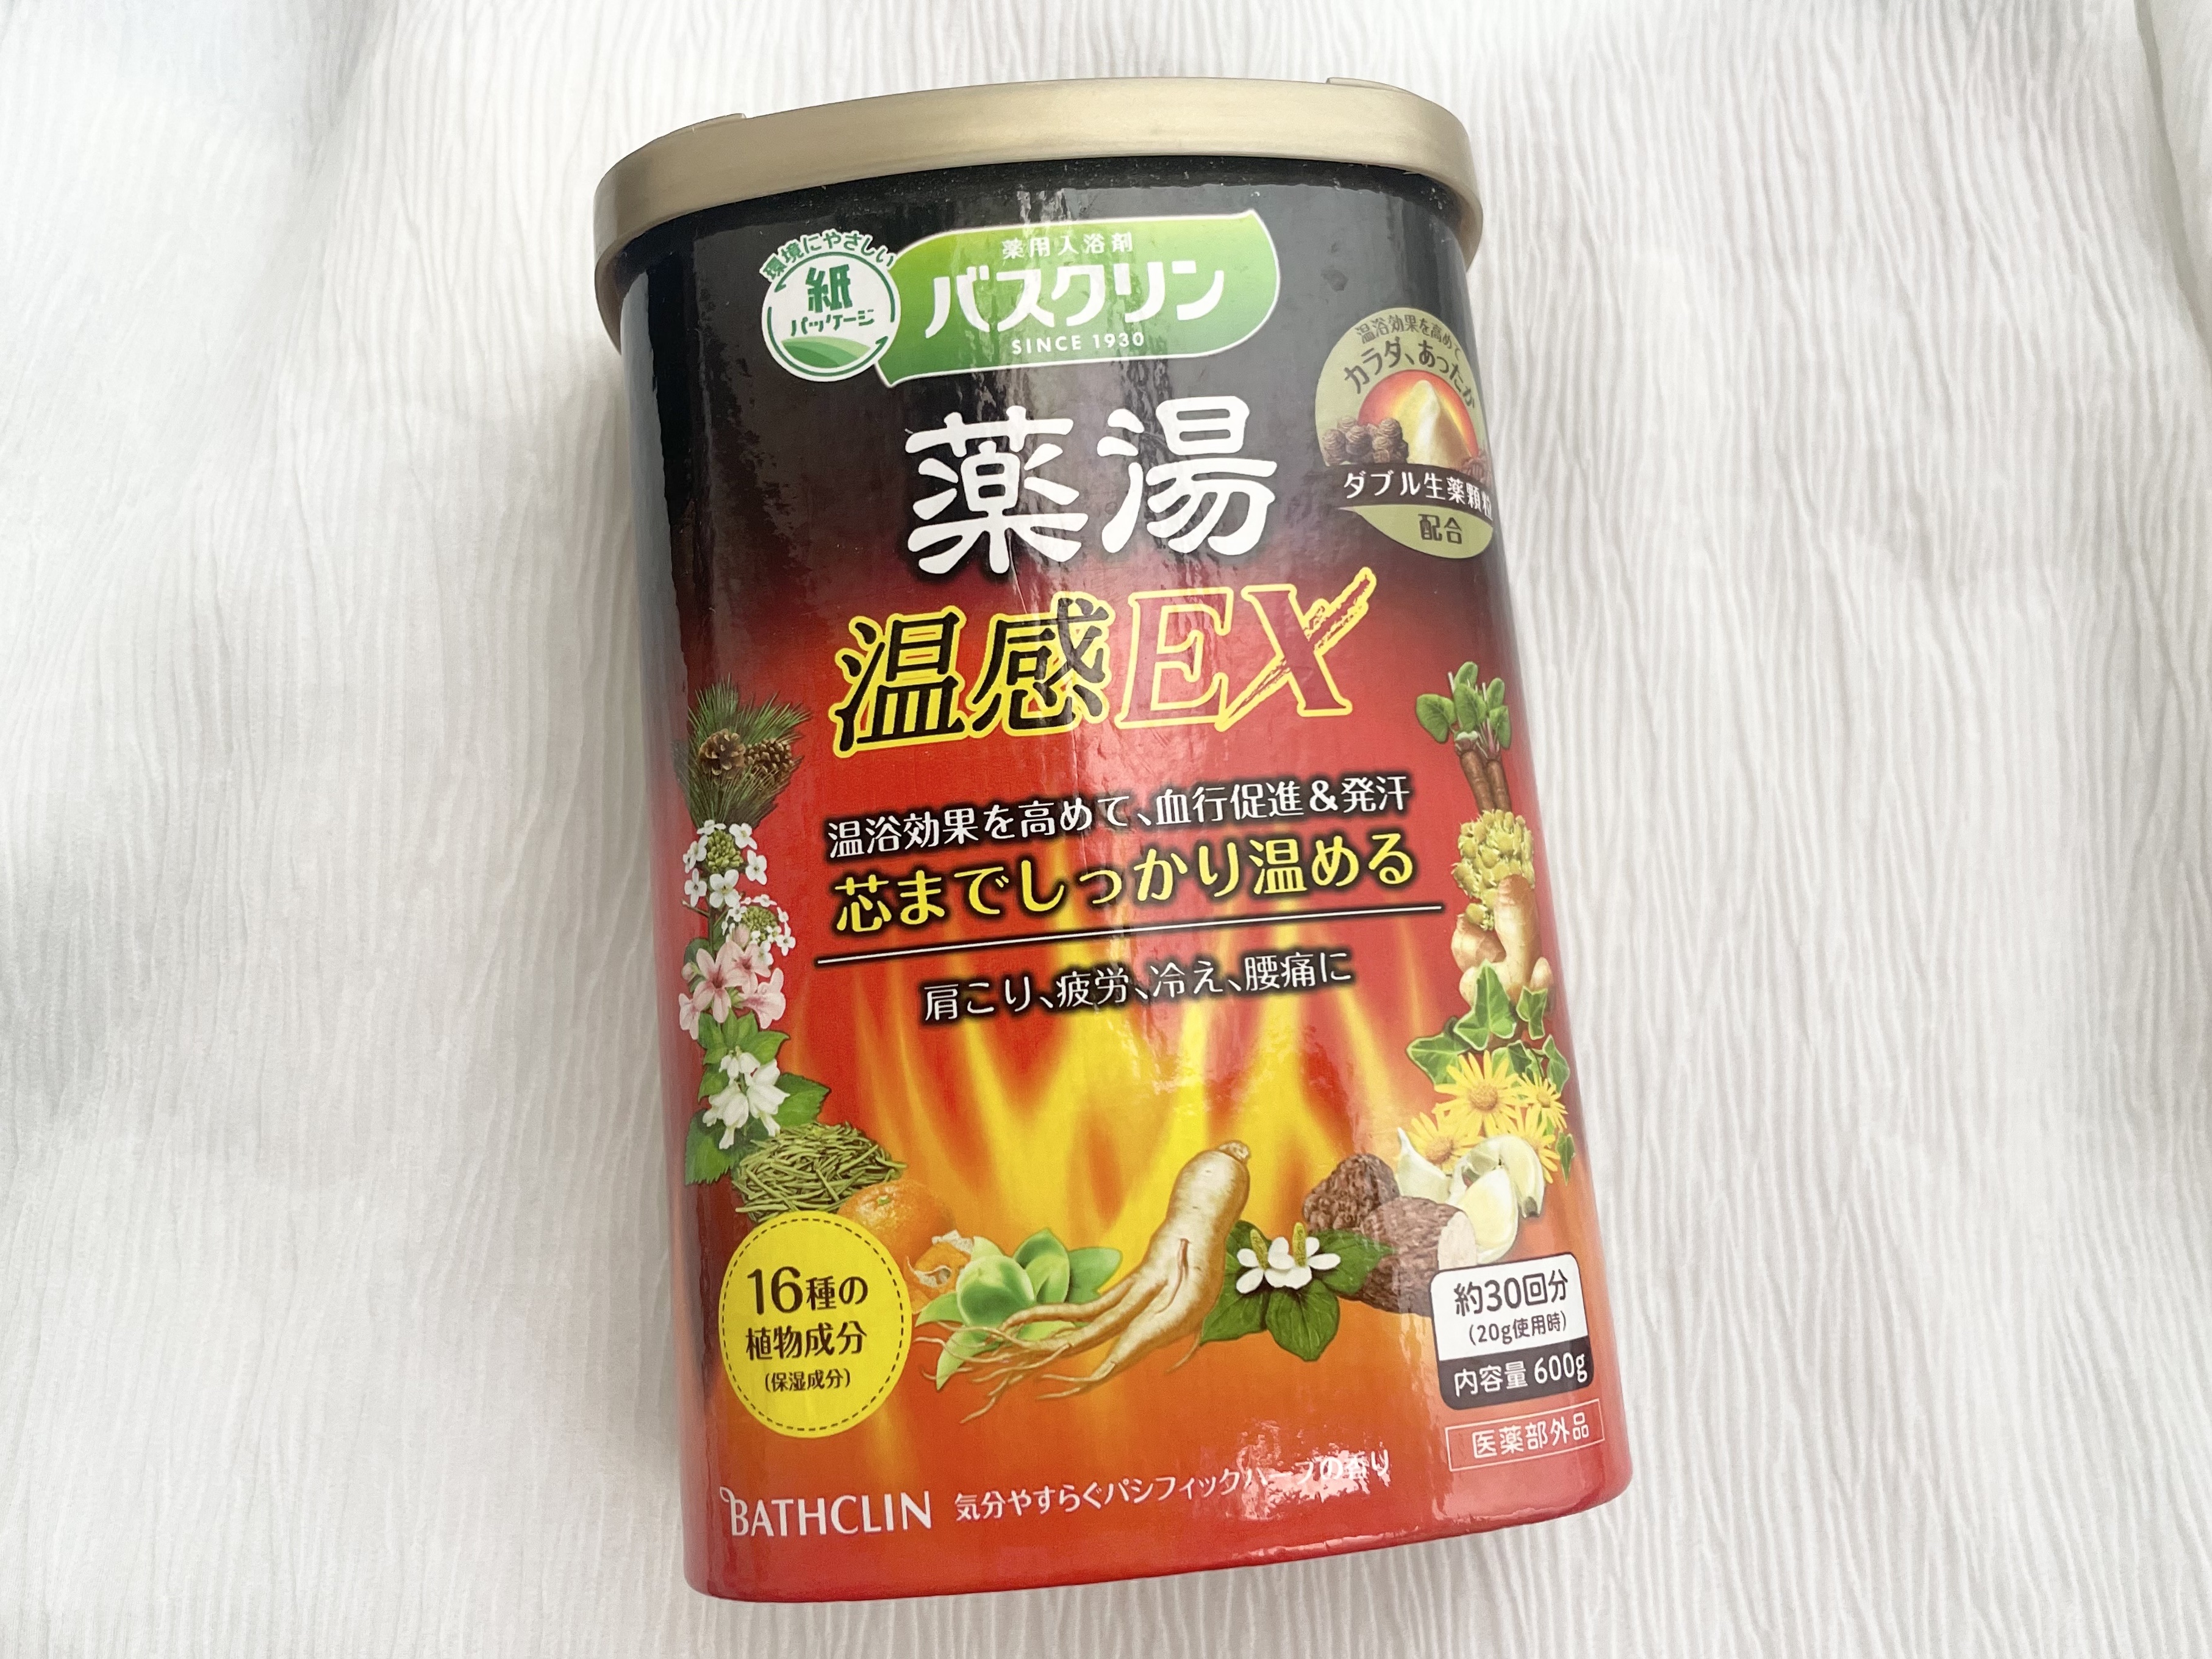 環境にやさしい
紙
パッケージ
薬用入浴剤
バスクリン
SINCE 1930
温浴効果を高めて
カラダ、あったか
ダブル生薬顆粒
配合
薬湯
温感EX
温浴効果を高めて、血行促進&発汗
芯までしっかり温める
肩こり、疲労、冷え、腰痛に
16種の
植物成分
(保湿成分)
約30回分
(20g使用時)
内容量 600g
医薬部外品
BATHCLIN 気分やすらぐパシフィックハーブの香り